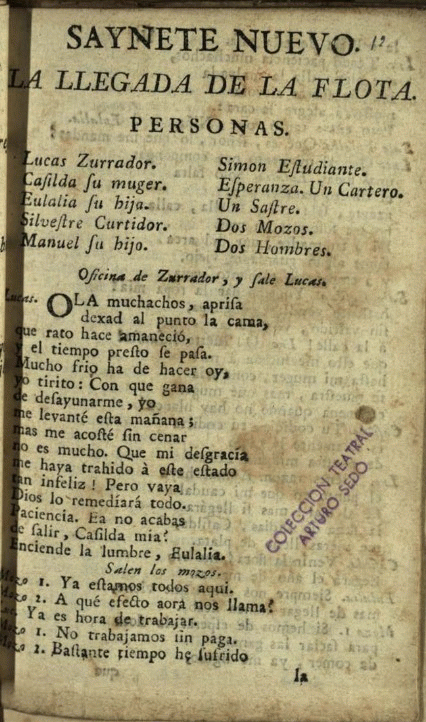 SAYNETE NUEVO. 12
LA LLEGADA DE LA FLOTA.
PERSONAS.
Lucas Zurrador.
Caſilda ſu muger.
Eulalia ſu hija.
Silveſtre Curtidor.
Manuel ſu hijo.
Simon Eſtudiante.
Eſperanza. Un Cartero.
Un Saſtre.
Dos Mozos.
Dos Hombres.
Oficina de Zurrador, y ſale Lucas.
Lucas. OLA muchachos, apriſa
dexad al punto la cama,
que rato hace amaneció,
y el tiempo preſto ſe paſa.
Mucho frio ha de hacer oy,
yo tirito: Con que gana
de deſayunarme, yo
me levanté eſta mañana;
mas me acoſté ſin cenar
no es mucho. Que mi deſgracia
me haya trahido à eſte eſtado
tan infeliz! Pero vaya
Dios lo remediará todo.
Paciencia. Ea no acabas
de ſalir, Caſilda mia?
Enciende la lumbre, Eulalia.
Salen los mozos.
Mozo 1. Ya eſtamos todos aqui.
Mozo 2. A qué efecto aora nos llama?
Luc. Ya es hora de trabajar.
Mozo 1. No trabajamos ſin paga.
Mozo 2. Baſtante tiempo he ſufrido
la
COLECCION TEATRAL
ARTURO SEDO